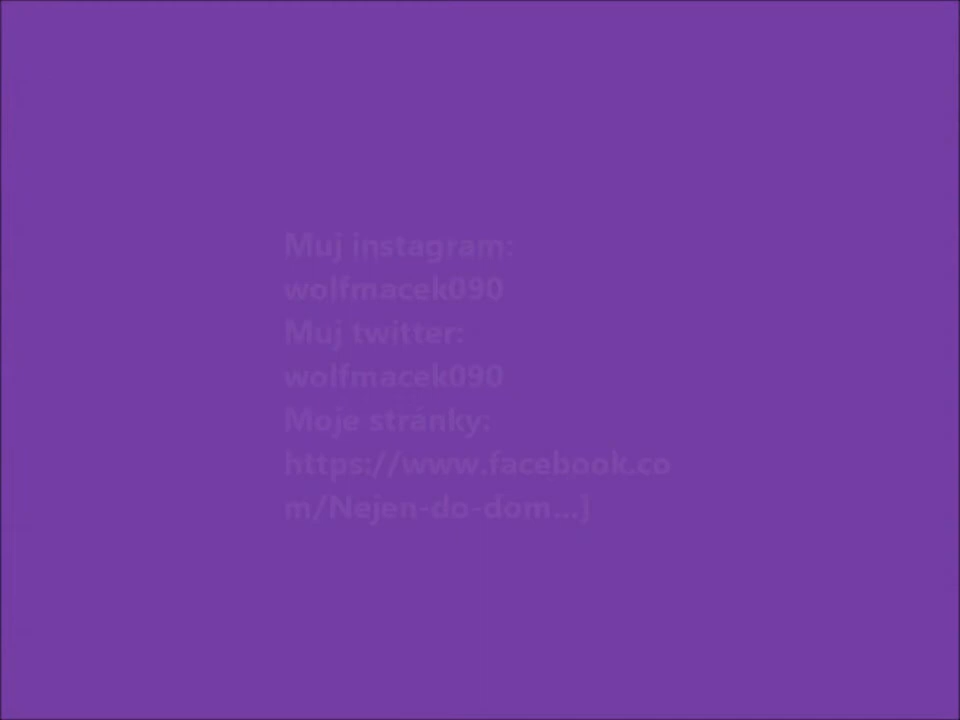 Muj instagram:
wolfmacek090
Muj twitter:
wolfmacek090
Moje stránky:
https://www.facebook.co
m/Nejen-do-dom...]